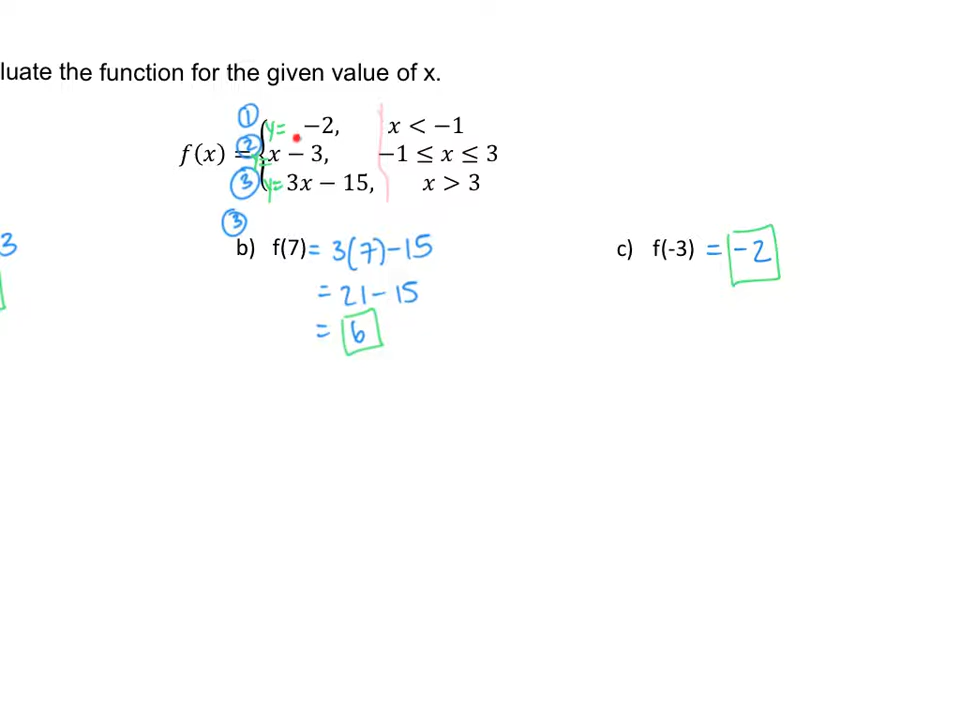 luate the function for the given value of x.
① y= −2, x < −1
f(x) = ② y= x − 3, −1 ≤ x ≤ 3
③ y= 3x − 15, x > 3
③
3
b) f(7) = 3(7)-15
c) f(-3) = -2
= 21 - 15
= 6